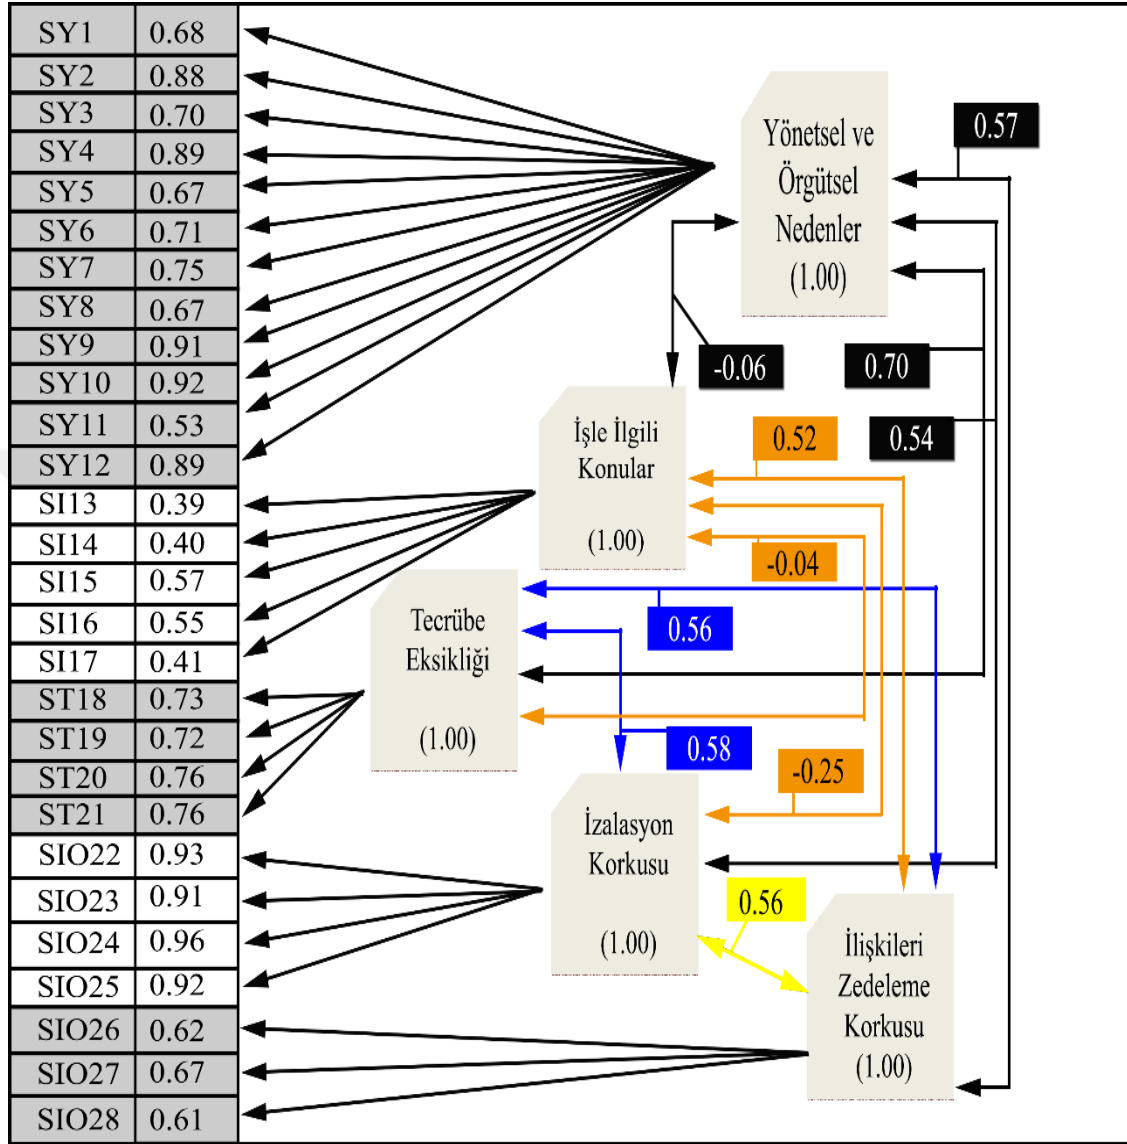 SY1 0.68
SY2 0.88
SY3 0.70
SY4 0.89
SY5 0.67
SY6 0.71
SY7 0.75
SY8 0.67
SY9 0.91
SY10 0.92
SY11 0.53
SY12 0.89
SI13 0.39
SI14 0.40
SI15 0.57
SI16 0.55
SI17 0.41
ST18 0.73
ST19 0.72
ST20 0.76
ST21 0.76
SIO22 0.93
SIO23 0.91
SIO24 0.96
SIO25 0.92
SIO26 0.62
SIO27 0.67
SIO28 0.61
Yönetsel ve
Örgütsel
Nedenler
(1.00)
0.57
-0.06
0.70
0.54
İşle İlgili
Konular
(1.00)
0.52
-0.04
Tecrübe
Eksikliği
(1.00)
0.56
0.58
-0.25
İzalasyon
Korkusu
(1.00)
0.56
İlişkileri
Zedeleme
Korkusu
(1.00)